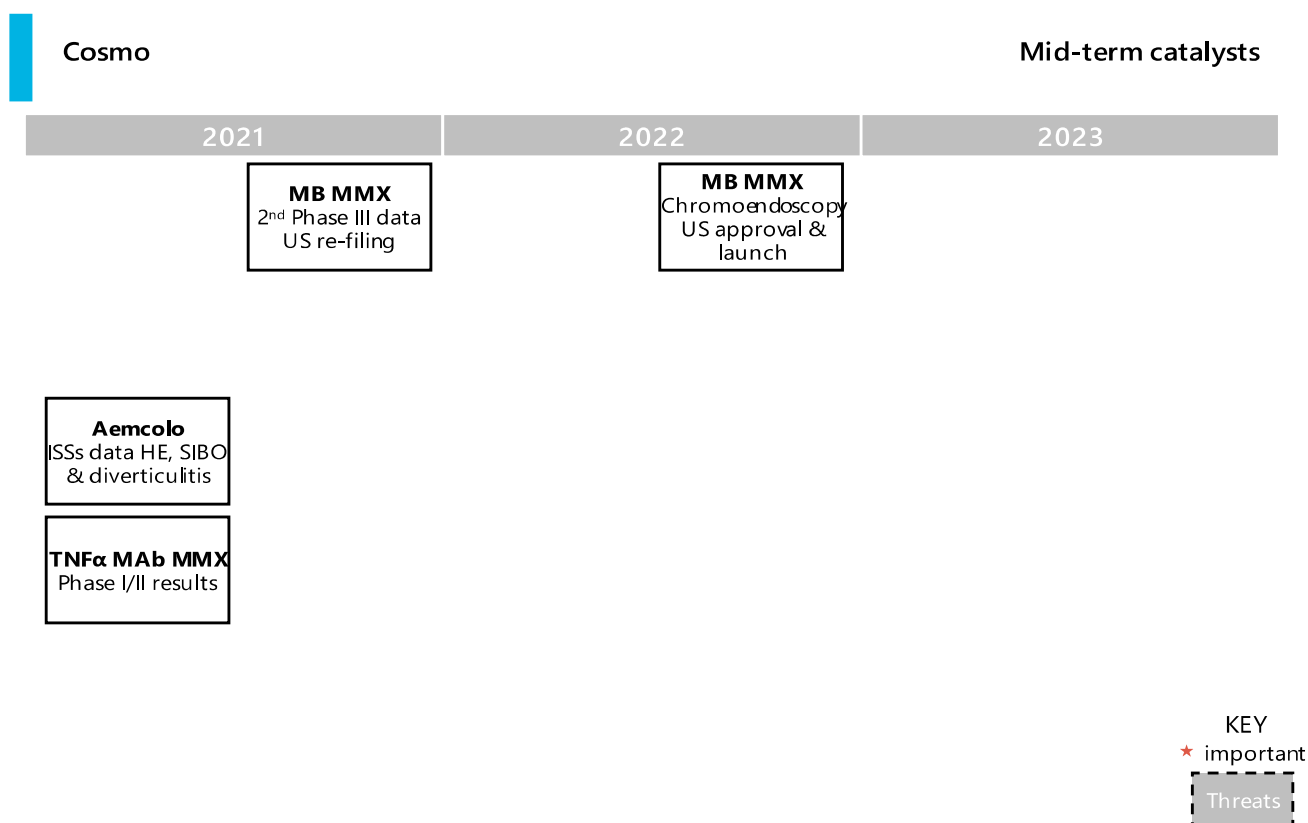 Cosmo
Mid-term catalysts
2021
2022
2023
MB MMX
2nd Phase III data
US re-filing
MB MMX
Chromoendoscopy
US approval &
launch
Aemcolo
ISSs data HE, SIBO
& diverticulitis
TNFα MAb MMX
Phase I/II results
KEY
★ important
Threats